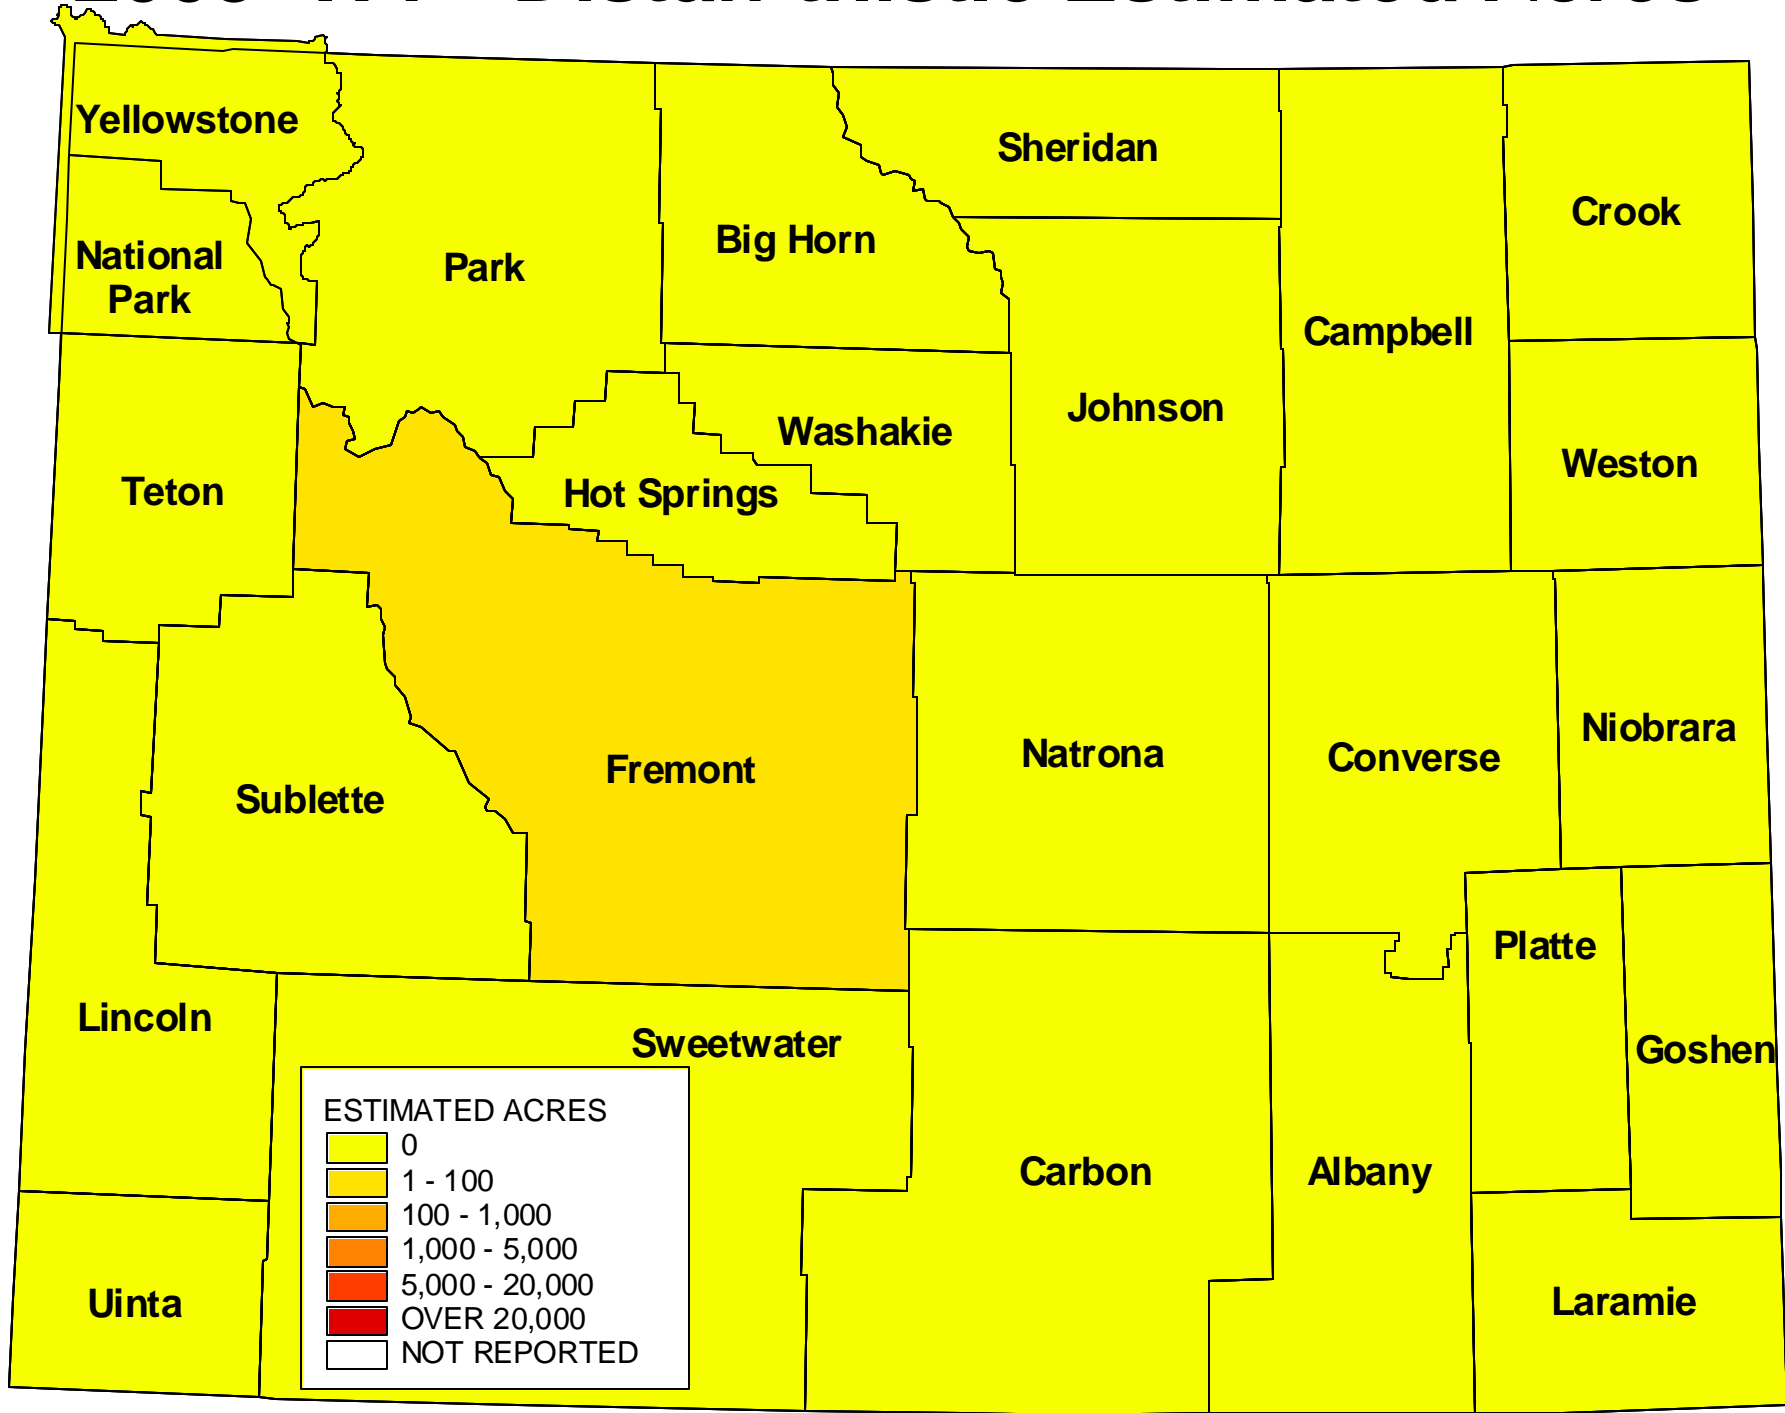 Yellowstone
Sheridan
Crook
Big Horn
National
Park
Park
Campbell
Johnson
Washakie
Weston
Teton
Hot Springs
Niobrara
Natrona
Converse
Fremont
Sublette
Platte
Lincoln
Sweetwater
Goshen
ESTIMATED ACRES
0
1 - 100
100 - 1,000
1,000 - 5,000
5,000 - 20,000
OVER 20,000
NOT REPORTED
Carbon
Albany
Uinta
Laramie